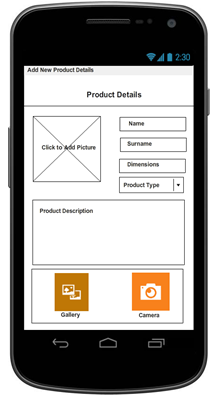 2:30
Add New Product Details
Product Details
Click to Add Picture
Name
Surname
Dimensions
Product Type
Product Description
Gallery
Camera